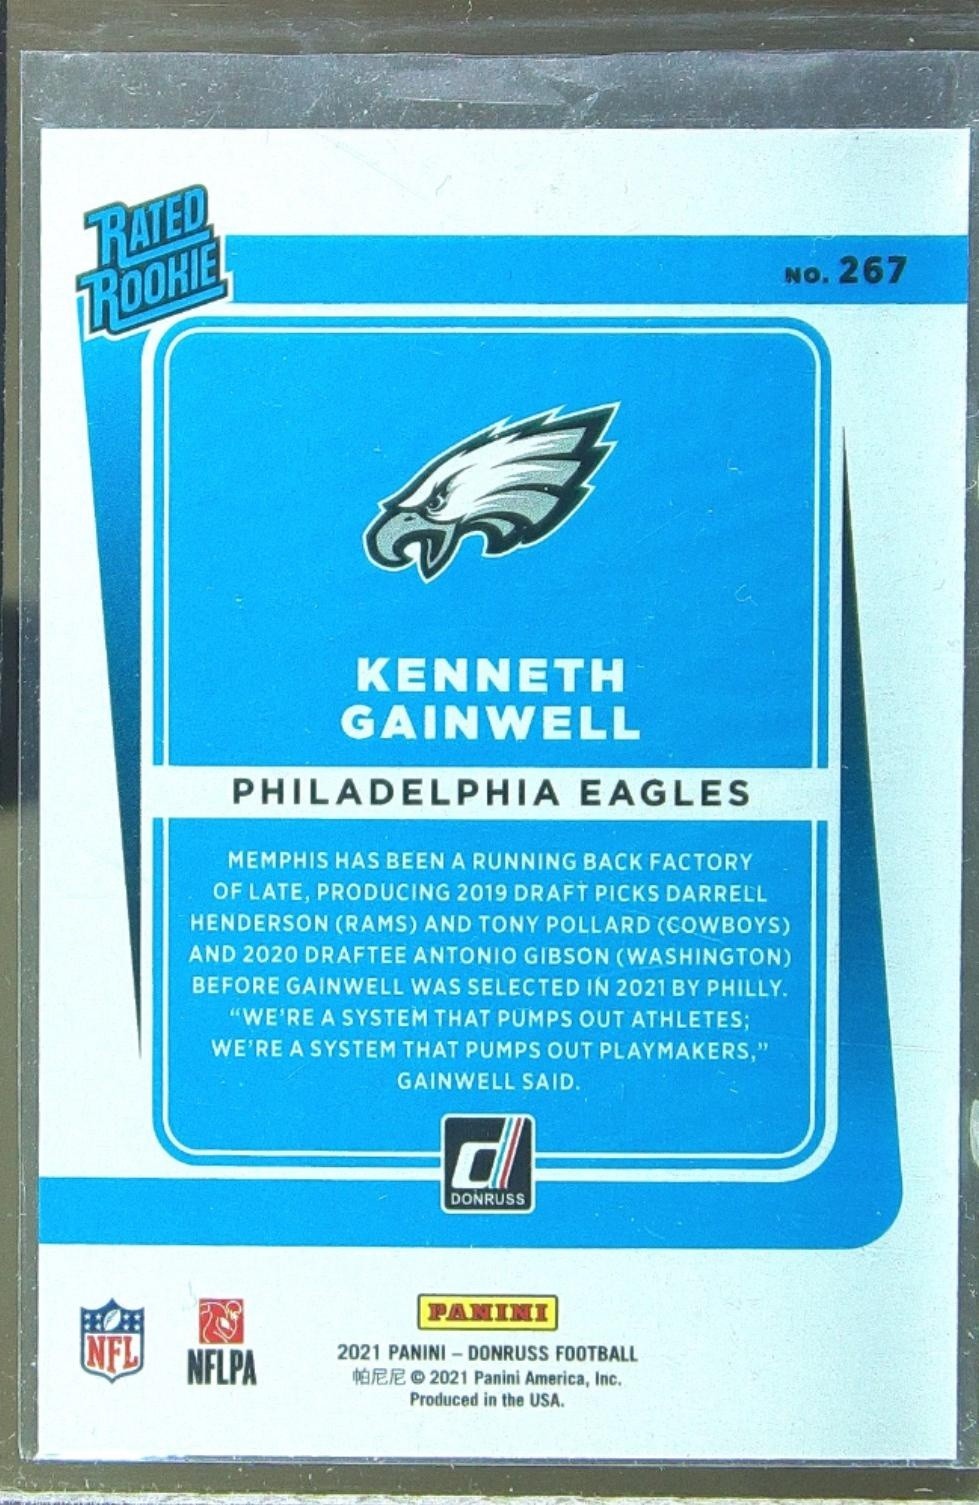 RATED
ROOKIE
NO. 267
KENNETH
GAINWELL
PHILADELPHIA EAGLES
MEMPHIS HAS BEEN A RUNNING BACK FACTORY
OF LATE, PRODUCING 2019 DRAFT PICKS DARRELL
HENDERSON (RAMS) AND TONY POLLARD (COWBOYS)
AND 2020 DRAFTEE ANTONIO GIBSON (WASHINGTON)
BEFORE GAINWELL WAS SELECTED IN 2021 BY PHILLY.
“WE’RE A SYSTEM THAT PUMPS OUT ATHLETES;
WE’RE A SYSTEM THAT PUMPS OUT PLAYMAKERS,”
GAINWELL SAID.
d
DONRUSS
NFL
NFLPA
PANINI
2021 PANINI – DONRUSS FOOTBALL
帕尼尼 © 2021 Panini America, Inc.
Produced in the USA.